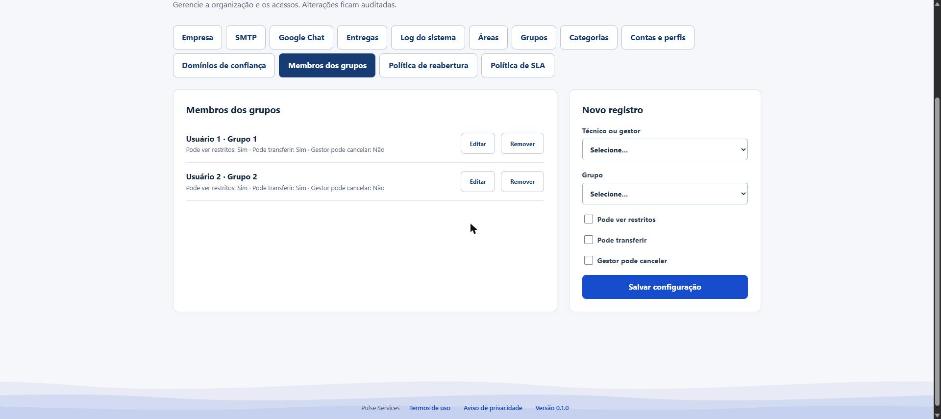 Gerencie a organização e os acessos. Alterações ficam auditadas.
Empresa SMTP Google Chat Entregas Log do sistema Áreas Grupos Categorias Contas e perfis
Domínios de confiança Membros dos grupos Política de reabertura Política de SLA
Membros dos grupos
Usuário 1 · Grupo 1
Pode ver restritos: Sim · Pode transferir: Sim · Gestor pode cancelar: Não
Editar Remover
Usuário 2 · Grupo 2
Pode ver restritos: Sim · Pode transferir: Sim · Gestor pode cancelar: Não
Editar Remover
Novo registro
Técnico ou gestor
Selecione...
Grupo
Selecione...
Pode ver restritos
Pode transferir
Gestor pode cancelar
Salvar configuração
Pulse Services Termos de uso Aviso de privacidade Versão 0.1.0